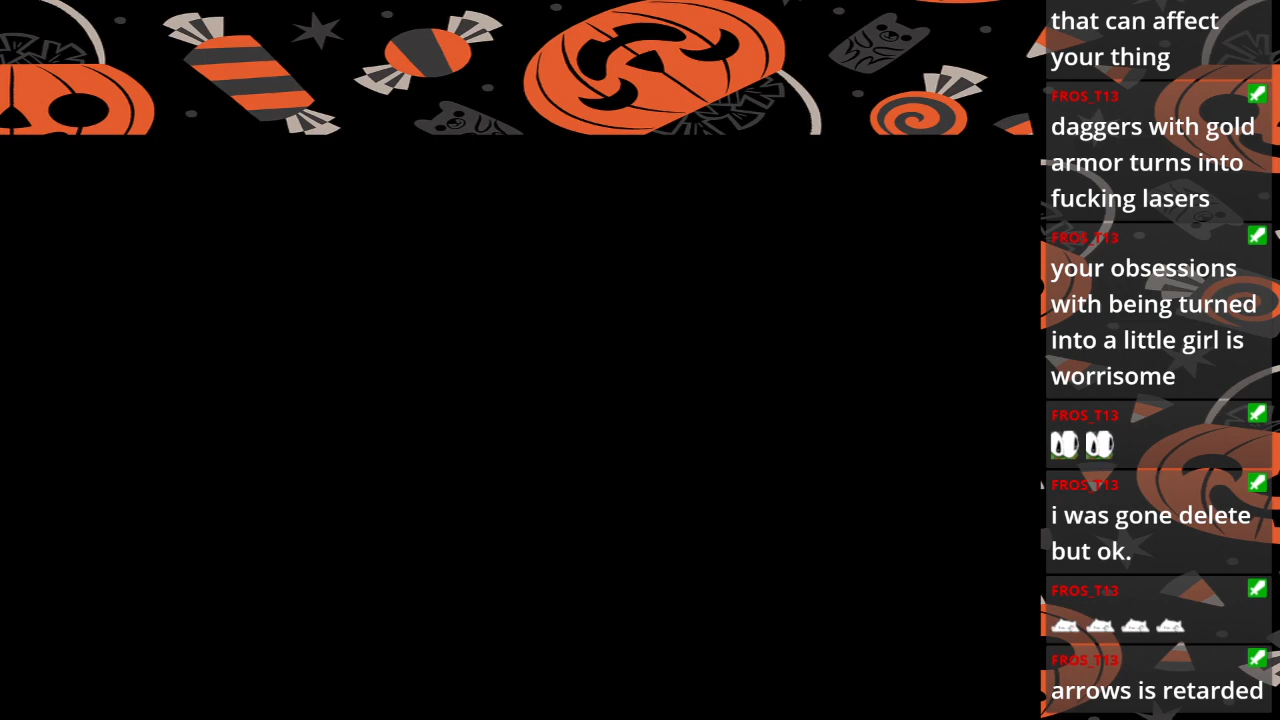 that can affect
your thing
FROS_T13
daggers with gold
armor turns into
fucking lasers
FROS_T13
your obsessions
with being turned
into a little girl is
worrisome
FROS_T13
FROS_T13
i was gone delete
but ok.
FROS_T13
FROS_T13
arrows is retarded